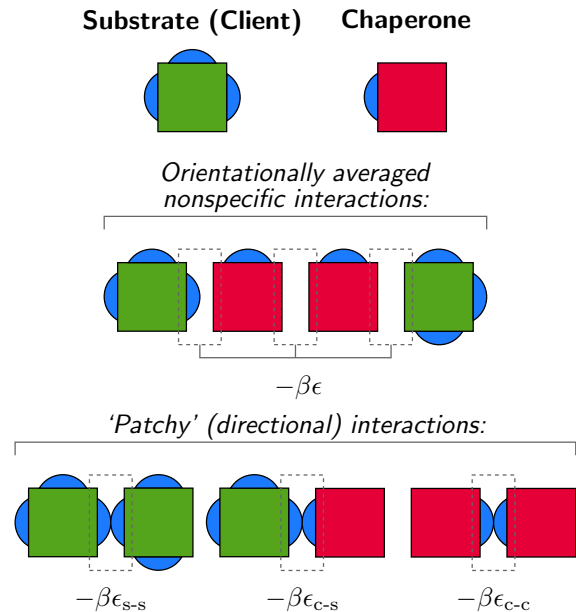 Substrate (Client) Chaperone
Orientationally averaged
nonspecific interactions:
−βϵ
‘Patchy’ (directional) interactions:
−βϵs-s −βϵc-s −βϵc-c